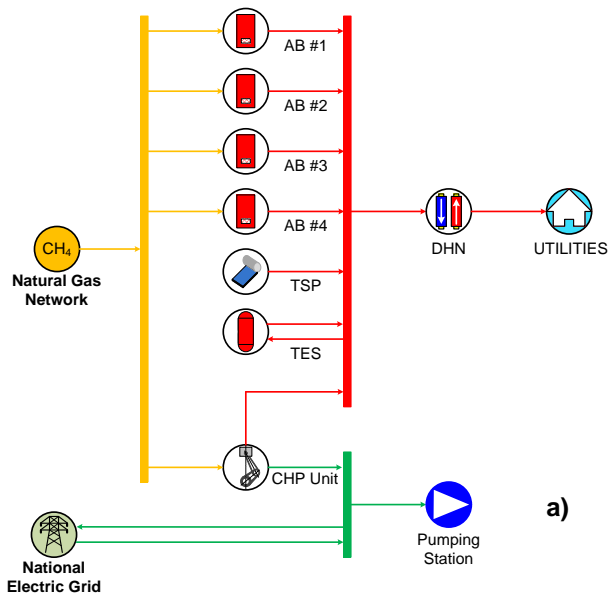 AB #1
AB #2
AB #3
AB #4
CH₄
DHN
UTILITIES
Natural Gas
Network
TSP
TES
CHP Unit
a)
Pumping
Station
National
Electric Grid